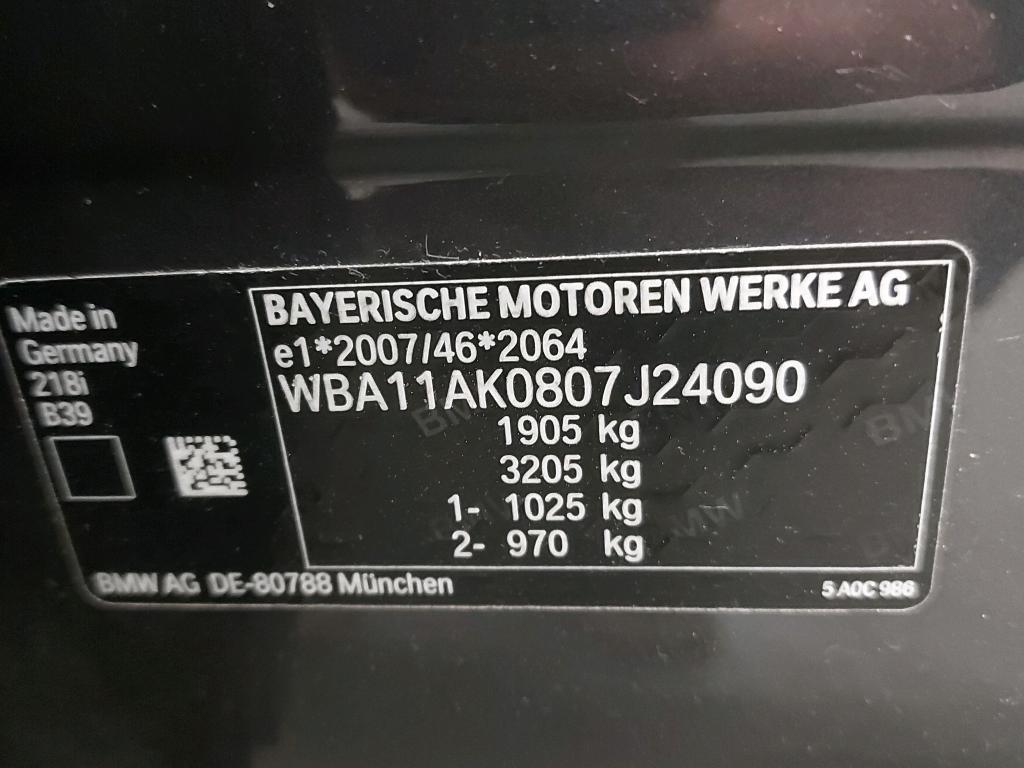 Made in
Germany
218i
B39
BAYERISCHE MOTOREN WERKE AG
e1*2007/46*2064
WBA11AK0807J24090
1905 kg
3205 kg
1- 1025 kg
2- 970 kg
BMW AG DE-80788 München
5 A0C 986